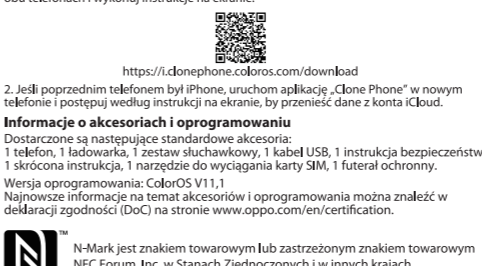 obu telefonach i wykonuj instrukcje na ekranie.
https://i.clonephone.coloros.com/download
2. Jeśli poprzednim telefonem był iPhone, uruchom aplikację „Clone Phone” w nowym
telefonie i postępuj według instrukcji na ekranie, by przenieść dane z konta iCloud.
Informacje o akcesoriach i oprogramowaniu
Dostarczone są następujące standardowe akcesoria:
1 telefon, 1 ładowarka, 1 zestaw słuchawkowy, 1 kabel USB, 1 instrukcja bezpieczeństw
1 skrócona instrukcja, 1 narzędzie do wyciągania karty SIM, 1 futerał ochronny.
Wersja oprogramowania: ColorOS V11,1
Najnowsze informacje na temat akcesoriów i oprogramowania można znaleźć w
deklaracji zgodności (DoC) na stronie www.oppo.com/en/certification.
TM
N-Mark jest znakiem towarowym lub zastrzeżonym znakiem towarowym
NFC Forum, Inc. w Stanach Zjednoczonych i w innych krajach.